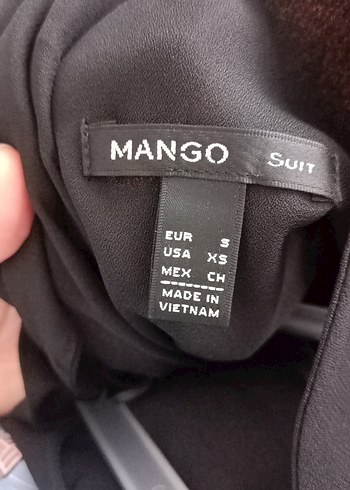 MANGO SUIT
EUR S
USA XS
MEX CH
MADE IN
VIETNAM